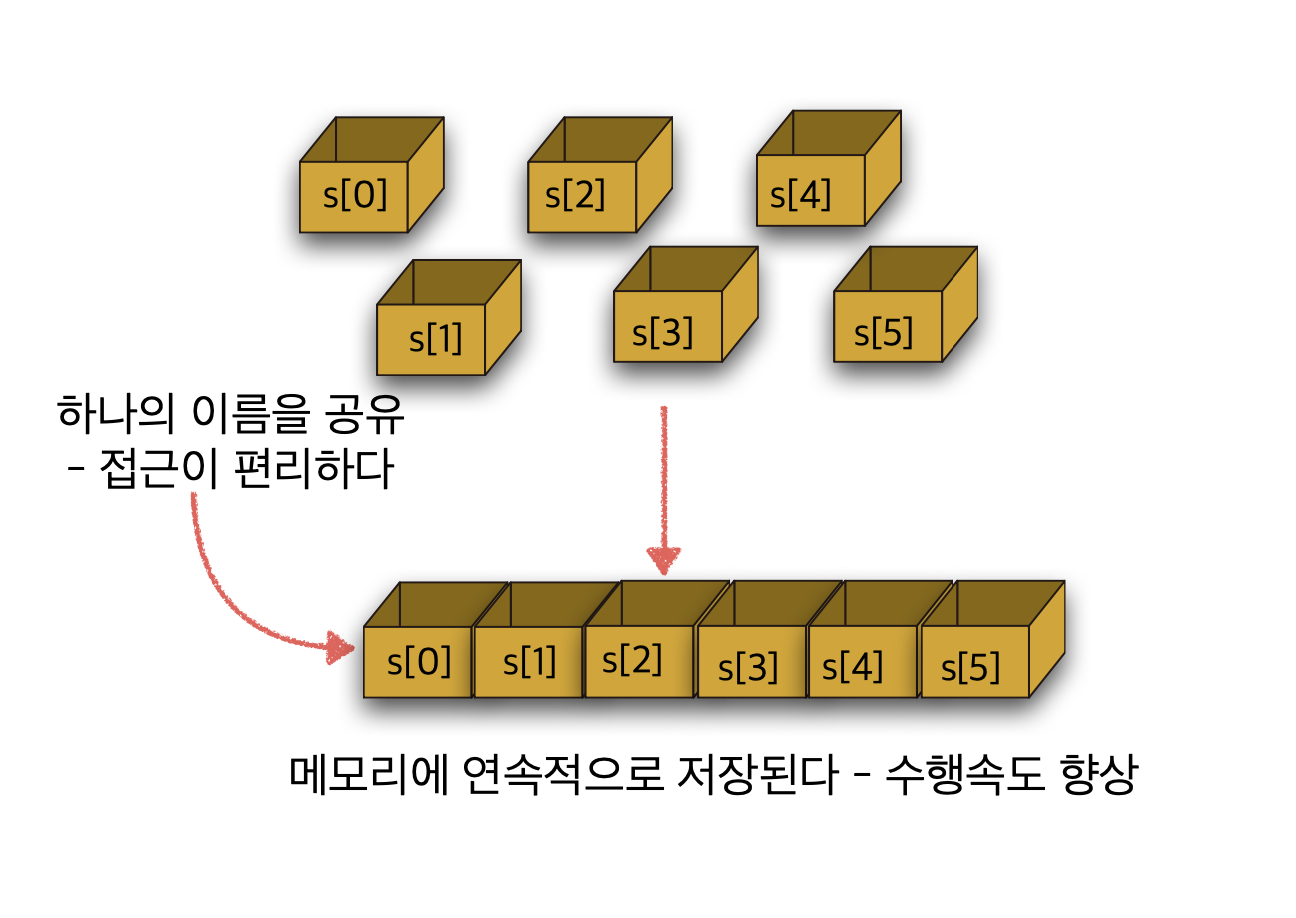 s[0] s[2] s[4]
s[1] s[3] s[5]
하나의 이름을 공유
- 접근이 편리하다
s[0] s[1] s[2] s[3] s[4] s[5]
메모리에 연속적으로 저장된다 - 수행속도 향상